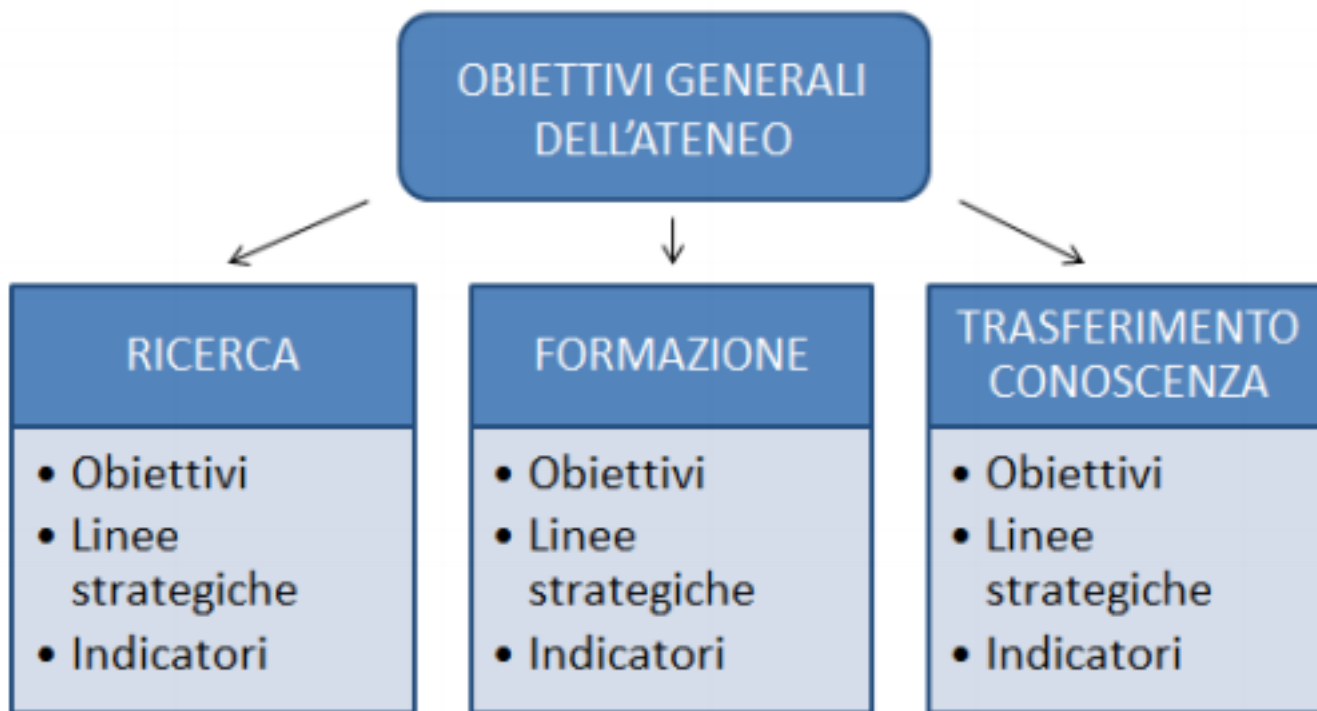 OBIETTIVI GENERALI
DELL'ATENEO
RICERCA
• Obiettivi
• Linee
strategiche
• Indicatori
FORMAZIONE
• Obiettivi
• Linee
strategiche
• Indicatori
TRASFERIMENTO
CONOSCENZA
• Obiettivi
• Linee
strategiche
• Indicatori